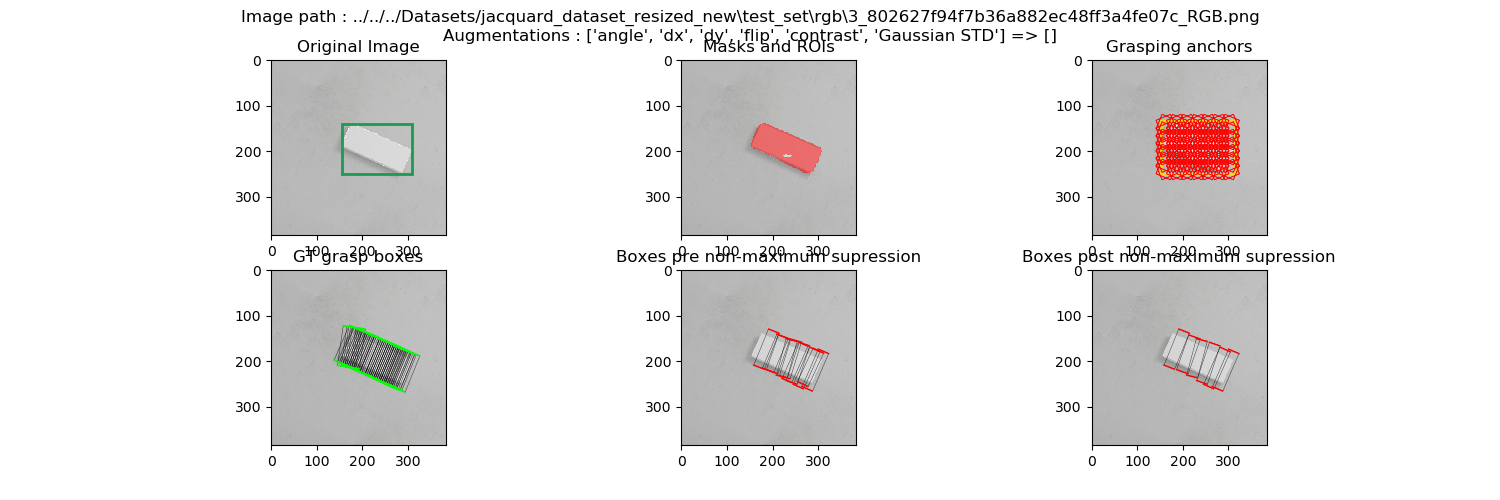 Image path : ../../../Datasets/jacquard_dataset_resized_new\test_set\rgb\3_802627f94f7b36a882ec48ff3a4fe07c_RGB.png
Augmentations : ['angle', 'dx', 'dy', 'flip', 'contrast', 'Gaussian STD'] => []
Original Image
0
100
200
300
0 100 200 300
Masks and ROIs
0
100
200
300
0 100 200 300
Grasping anchors
0
100
200
300
0 100 200 300
GT grasp boxes
0
100
200
300
0 100 200 300
Boxes pre non-maximum supression
0
100
200
300
0 100 200 300
Boxes post non-maximum supression
0
100
200
300
0 100 200 300